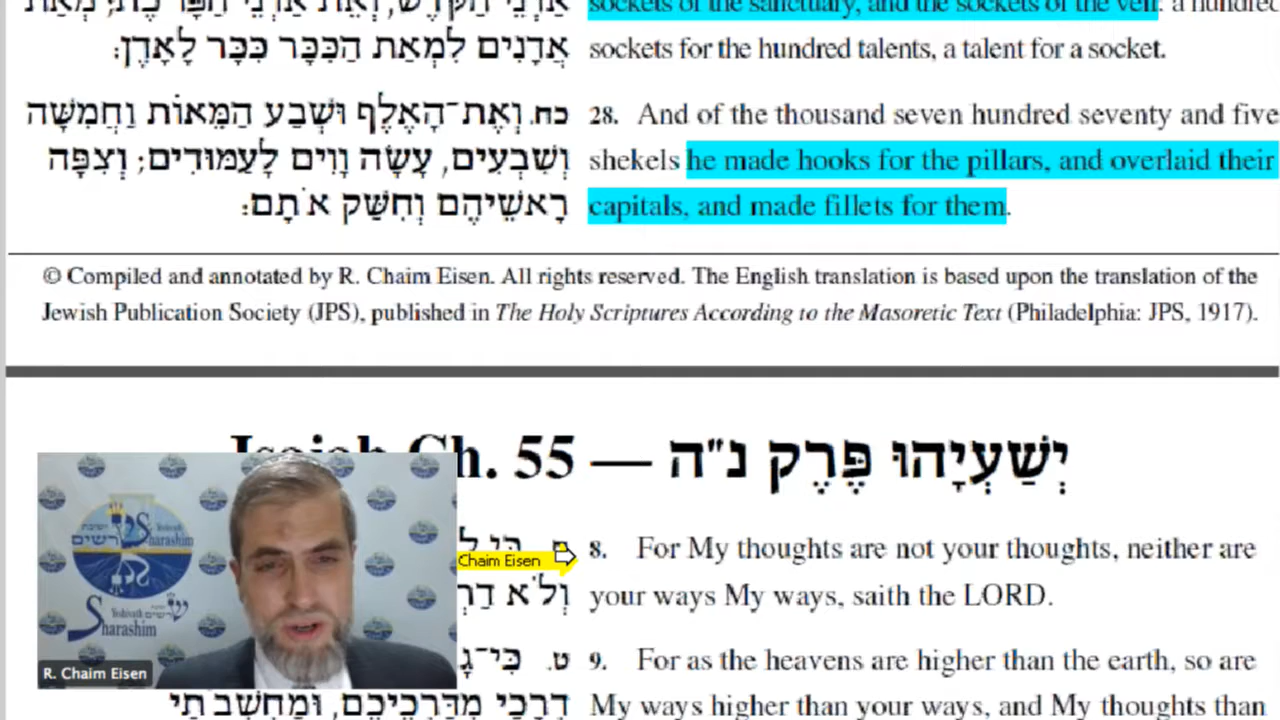 אַדְנֵי הַקֹּדֶשׁ, וְאֵת אַדְנֵי הַפָּרֹכֶת; מְאַת
אֲדָנִים לִמְאַת הַכִּכָּר כִּכָּר לָאָדֶן:
sockets of the sanctuary, and the sockets of the veil: a hundred
sockets for the hundred talents, a talent for a socket.
כח. וְאֶת־הָאֶלֶף וּשְׁבַע הַמֵּאוֹת וַחֲמִשָּׁה
וְשִׁבְעִים, עָשָׂה וָוִים לָעַמּוּדִים; וְצִפָּה
רָאשֵׁיהֶם וְחִשַּׁק אֹתָם:
28. And of the thousand seven hundred seventy and five
shekels he made hooks for the pillars, and overlaid their
capitals, and made fillets for them.
© Compiled and annotated by R. Chaim Eisen. All rights reserved. The English translation is based upon the translation of the
Jewish Publication Society (JPS), published in The Holy Scriptures According to the Masoretic Text (Philadelphia: JPS, 1917).
Isaiah Ch. 55 — יְשַׁעְיָהוּ פֶּרֶק נ"ה
8. For My thoughts are not your thoughts, neither are
your ways My ways, saith the LORD.
וְלֹא
ט.
9. For as the heavens are higher than the earth, so are
My ways higher than your ways, and My thoughts than
דְרָכַי מִדַּרְכֵיכֶם, וּמַחְשְׁבֹתַי
Chaim Eisen
ישיבת
שרשים
Yeshivath
Sharashim
Yeshivath
Sharashim
R. Chaim Eisen